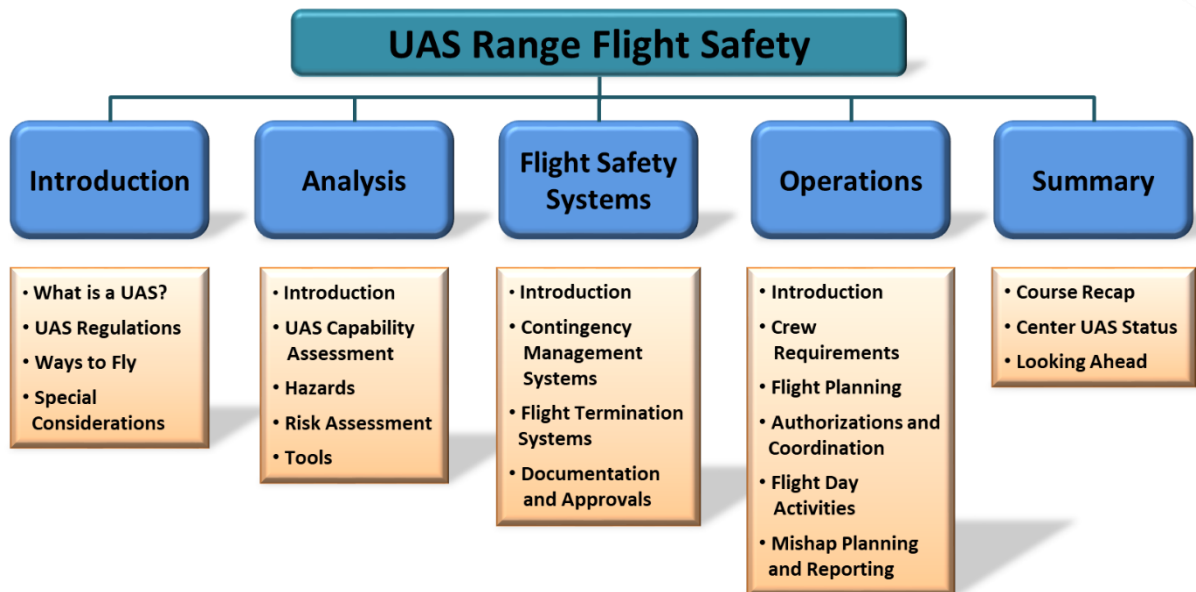 UAS Range Flight Safety
Introduction
• What is a UAS?
• UAS Regulations
• Ways to Fly
• Special
Considerations
Analysis
• Introduction
• UAS Capability
Assessment
• Hazards
• Risk Assessment
• Tools
Flight Safety
Systems
• Introduction
• Contingency
Management
Systems
• Flight Termination
Systems
• Documentation
and Approvals
Operations
• Introduction
• Crew
Requirements
• Flight Planning
• Authorizations and
Coordination
• Flight Day
Activities
• Mishap Planning
and Reporting
Summary
• Course Recap
• Center UAS Status
• Looking Ahead